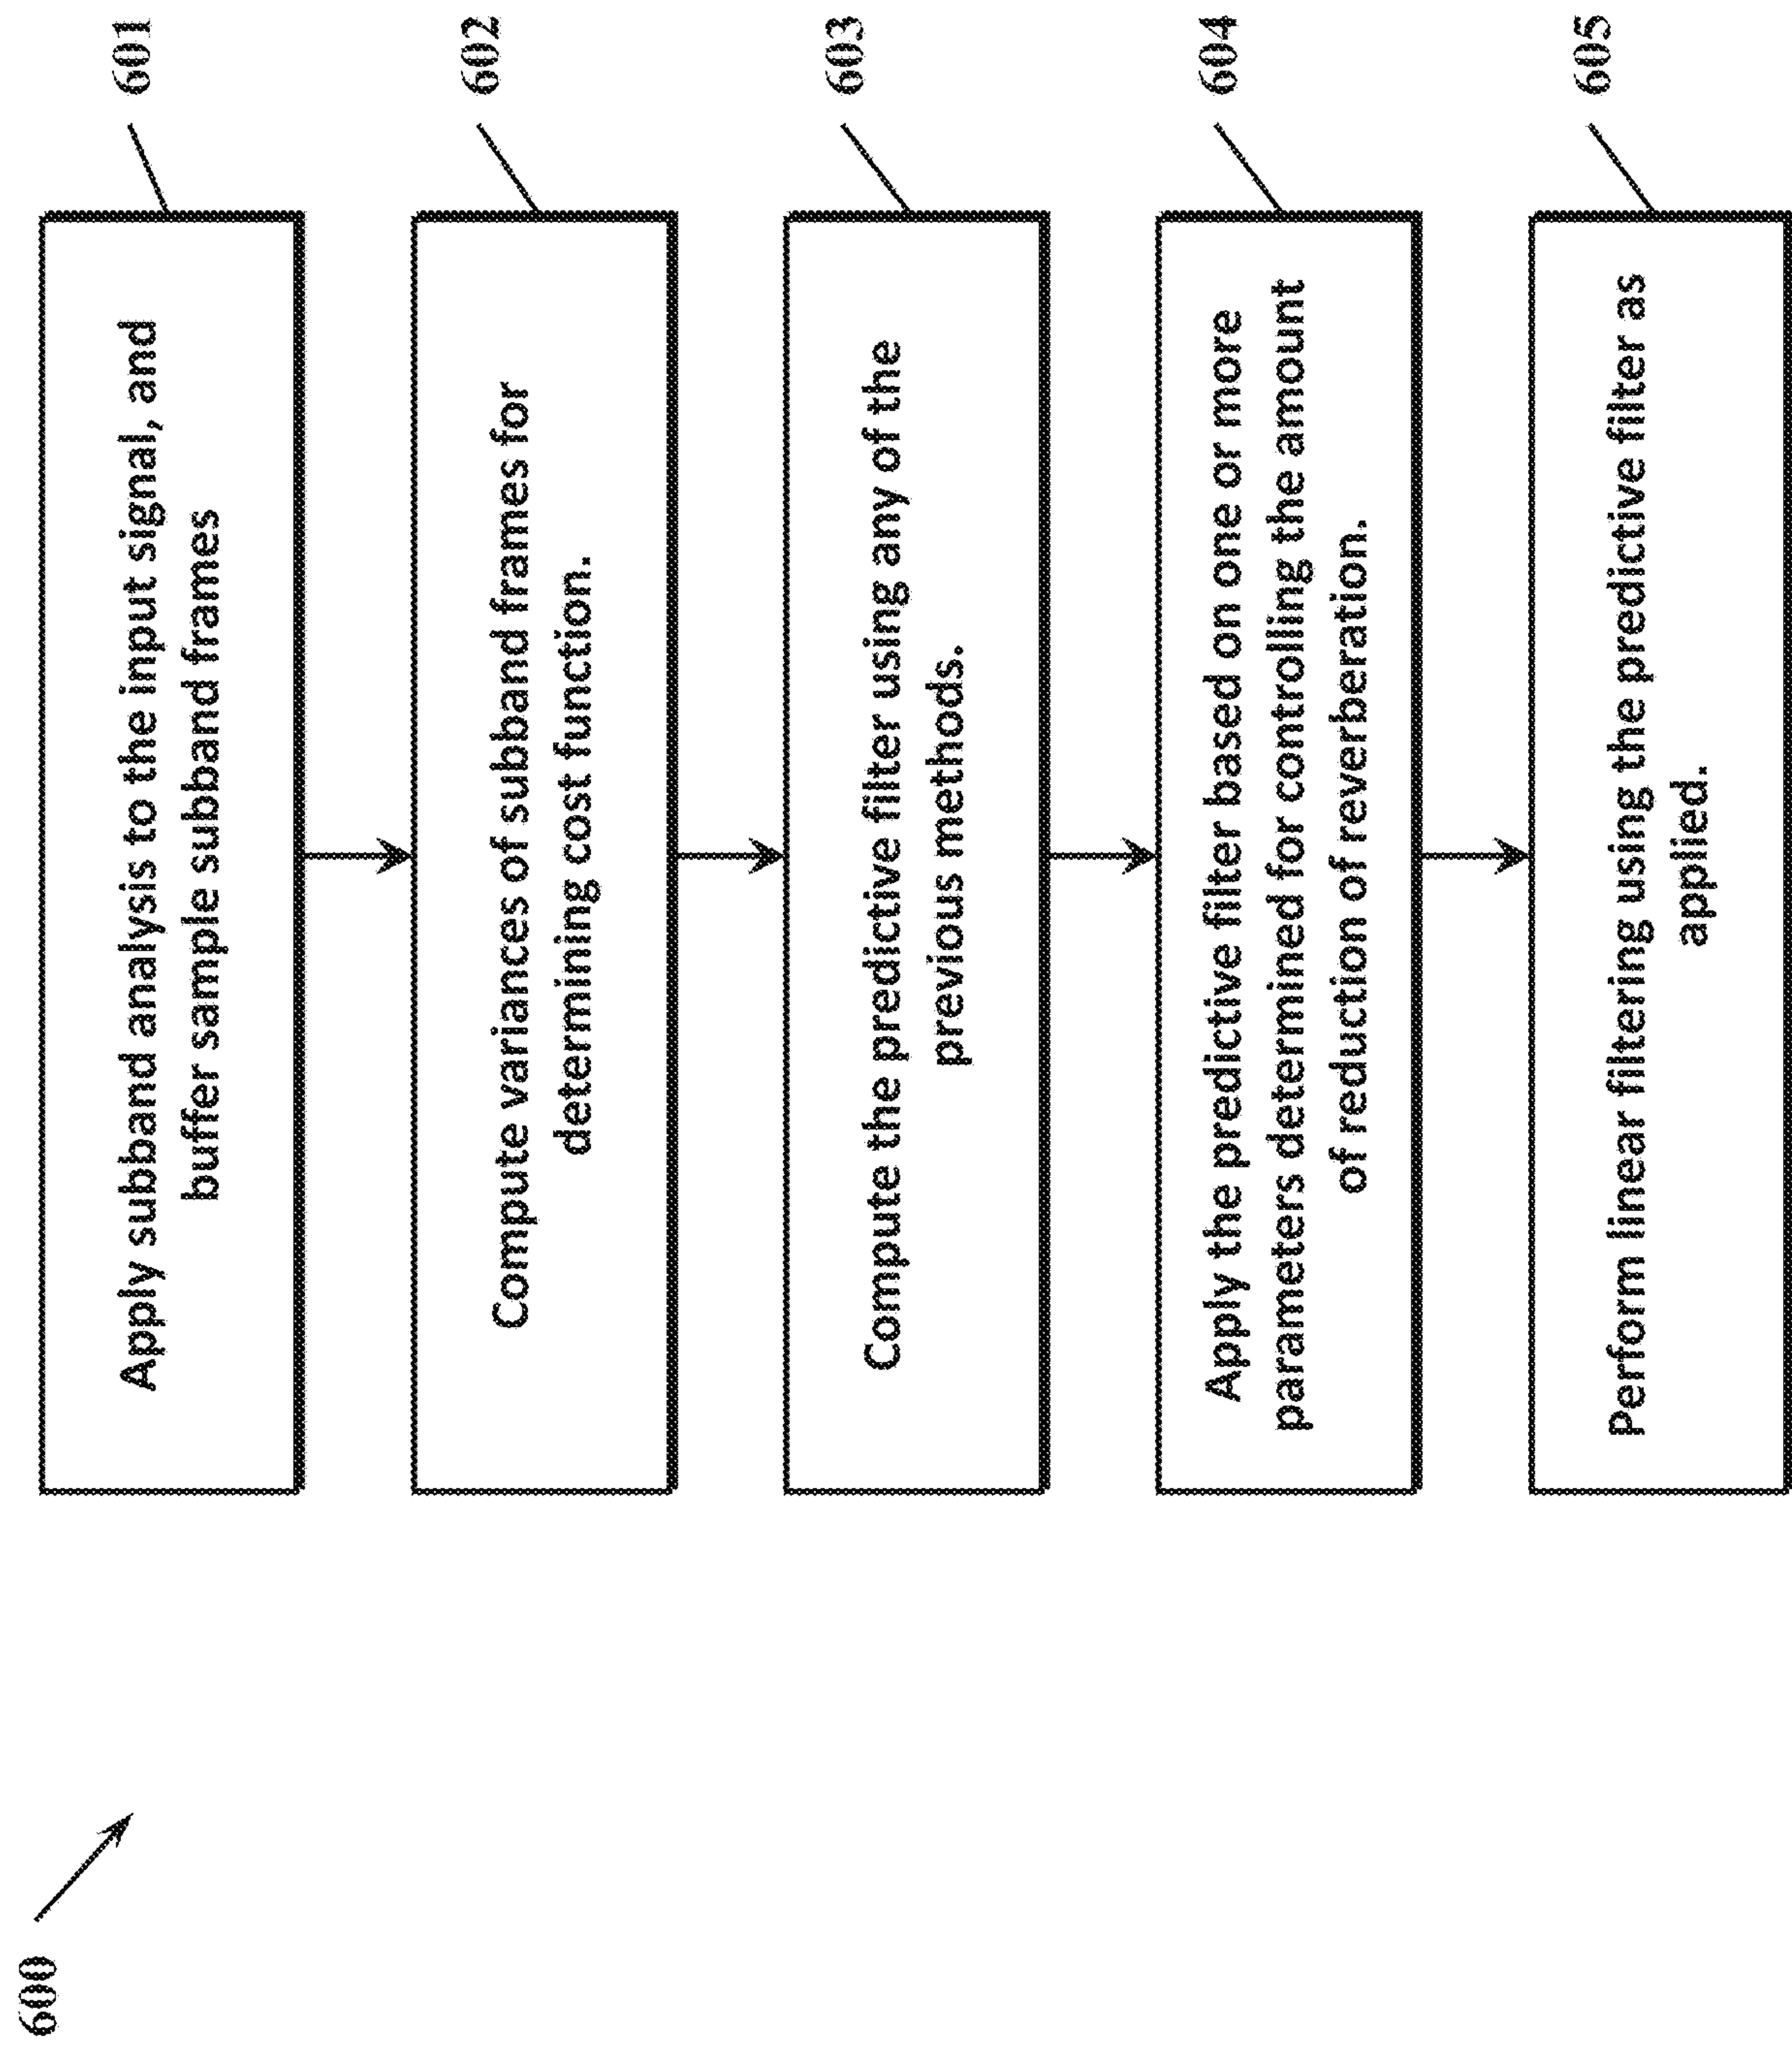 600
601
Apply subband analysis to the input signal, and
buffer sample subband frames
602
Compute variances of subband frames for
determining cost function.
603
Compute the predictive filter using any of the
previous methods.
604
Apply the predictive filter based on one or more
parameters determined for controlling the amount
of reduction of reverberation.
605
Perform linear filtering using the predictive filter as
applied.